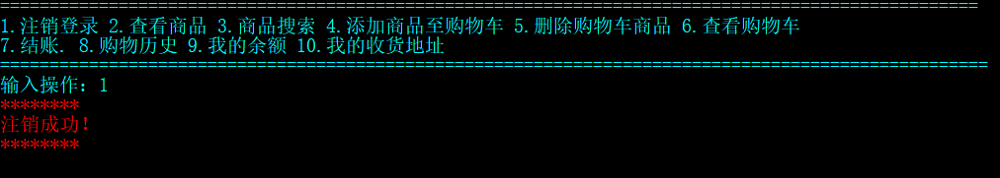 ===================================================================================================
1.注销登录 2.查看商品 3.商品搜索 4.添加商品至购物车 5.删除购物车商品 6.查看购物车
7.结账. 8.购物历史 9.我的余额 10.我的收货地址
====================================================================================================
输入操作：1
********
注销成功!
********